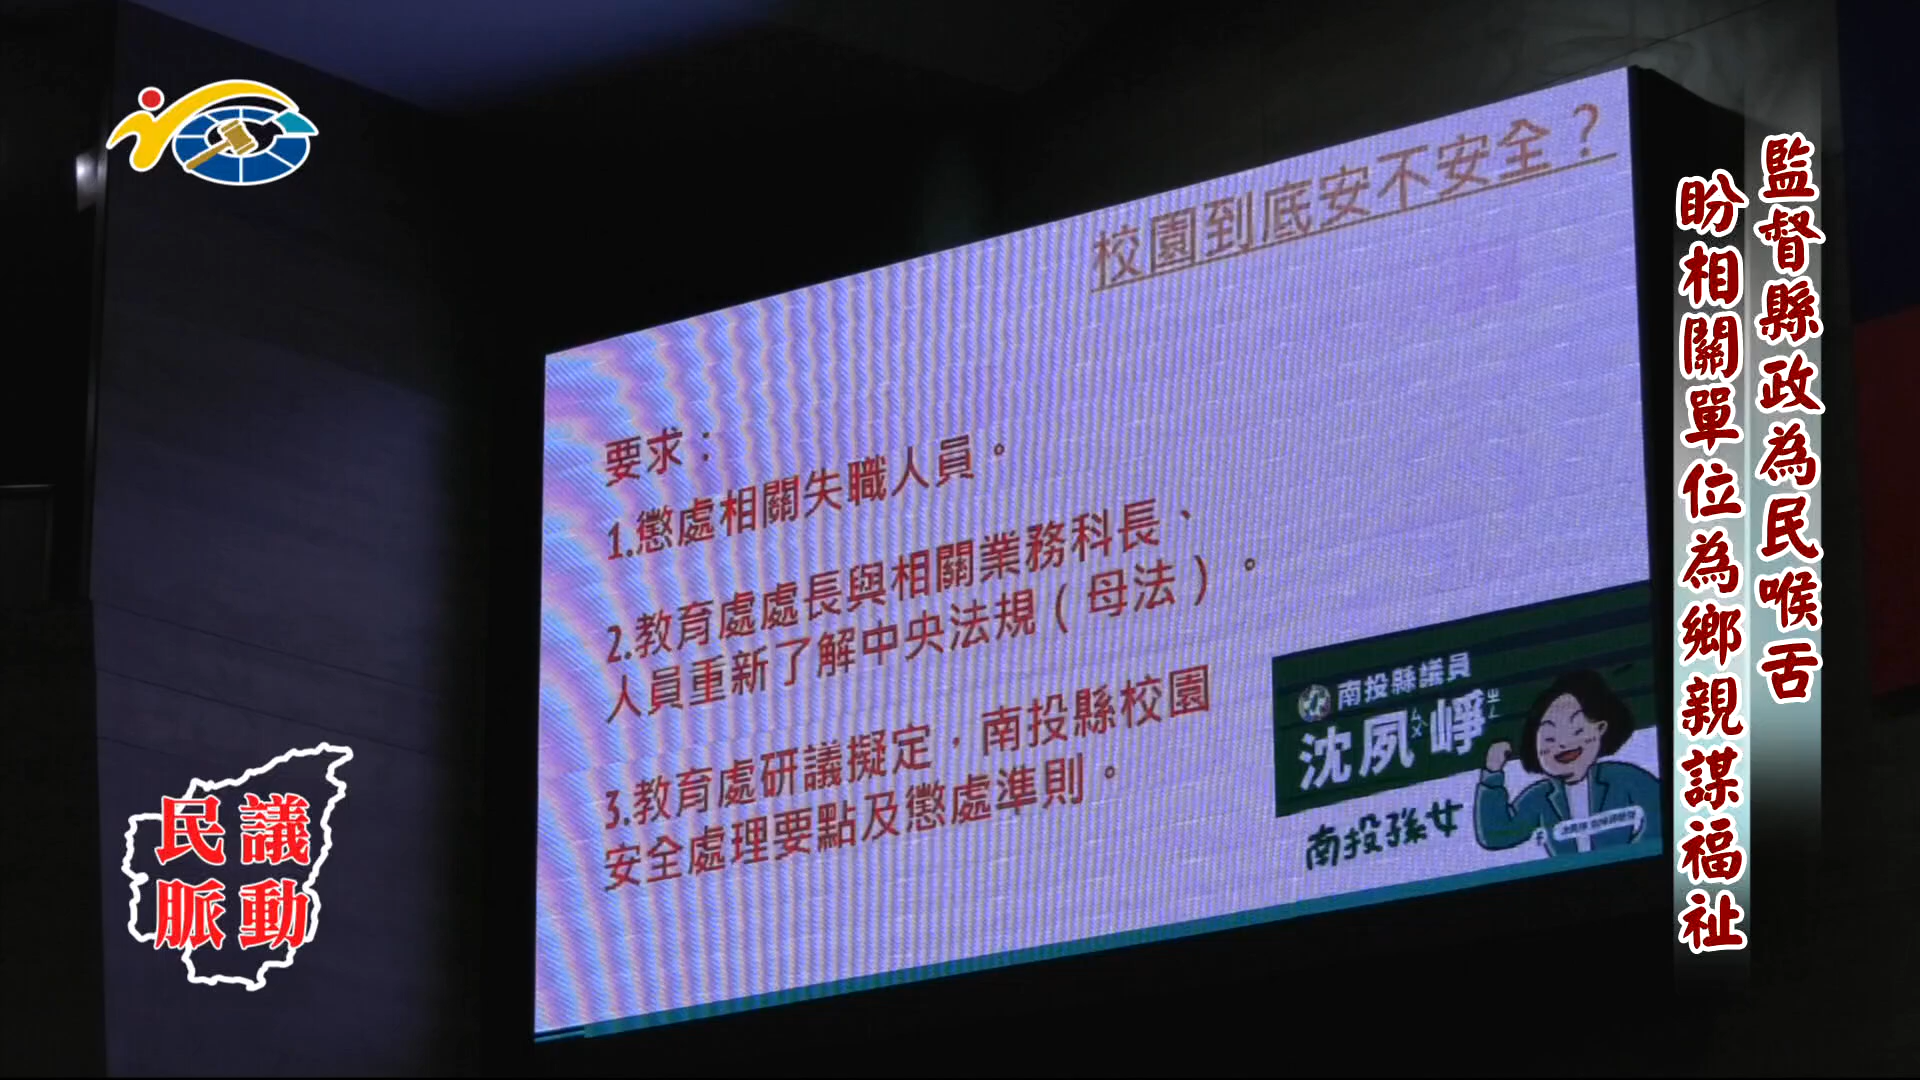 監督縣政為民喉舌
盼相關單位為鄉親謀福祉
校園到底安不安全？
要求：
1.懲處相關失職人員。
2.教育處處長與相關業務科長、
人員重新了解中央法規（母法）。
3.教育處研議擬定，南投縣校園
安全處理要點及懲處準則。
南投縣議員
沈夙崢
ㄙㄨ
ㄓㄥ
南投孫女
民議
脈動